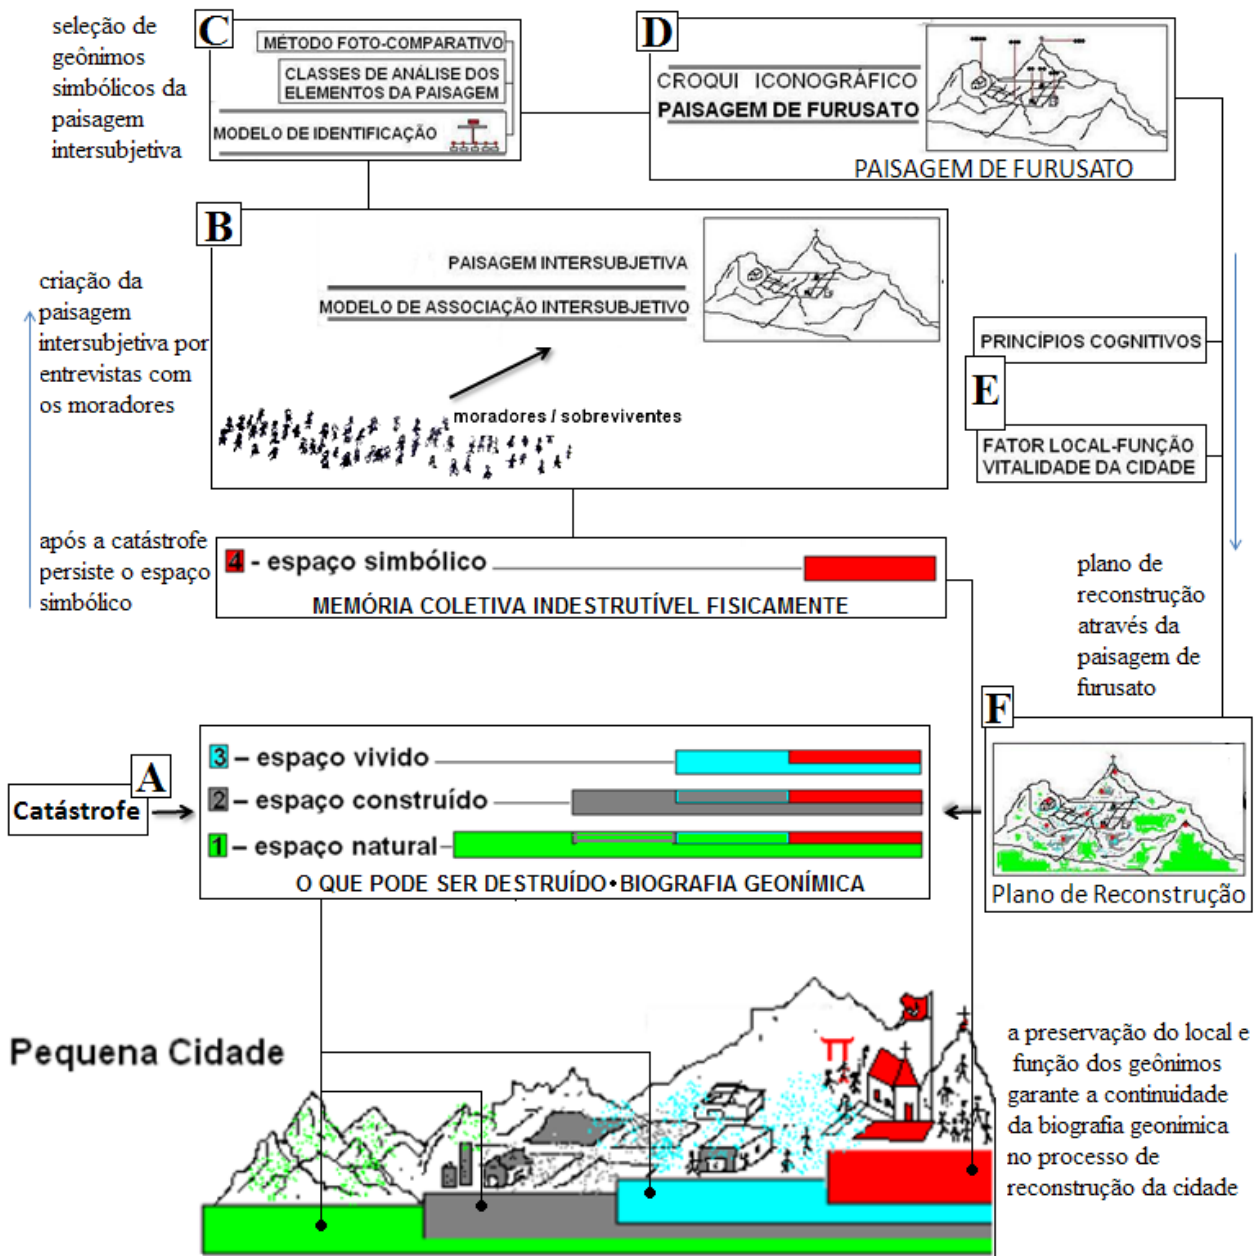 seleção de
geônimos
simbólicos da
paisagem
intersubjetiva
C
MÉTODO FOTO-COMPARATIVO
CLASSES DE ANÁLISE DOS
ELEMENTOS DA PAISAGEM
MODELO DE IDENTIFICAÇÃO
D
CROQUI ICONOGRÁFICO
PAISAGEM DE FURUSATO
PAISAGEM DE FURUSATO
B
PAISAGEM INTERSUBJETIVA
MODELO DE ASSOCIAÇÃO INTERSUBJETIVO
moradores / sobreviventes
criação da
paisagem
intersubjetiva por
entrevistas com
os moradores
PRINCÍPIOS COGNITIVOS
E
FATOR LOCAL-FUNÇÃO
VITALIDADE DA CIDADE
após a catástrofe
persiste o espaço
simbólico
4 - espaço simbólico
MEMÓRIA COLETIVA INDESTRUTÍVEL FISICAMENTE
plano de
reconstrução
através da
paisagem de
furusato
A
Catástrofe
3 – espaço vivido
2 – espaço construído
1 – espaço natural
O QUE PODE SER DESTRUÍDO•BIOGRAFIA GEONÍMICA
F
Plano de Reconstrução
Pequena Cidade
a preservação do local e
função dos geônimos
garante a continuidade
da biografia geonimica
no processo de
reconstrução da cidade